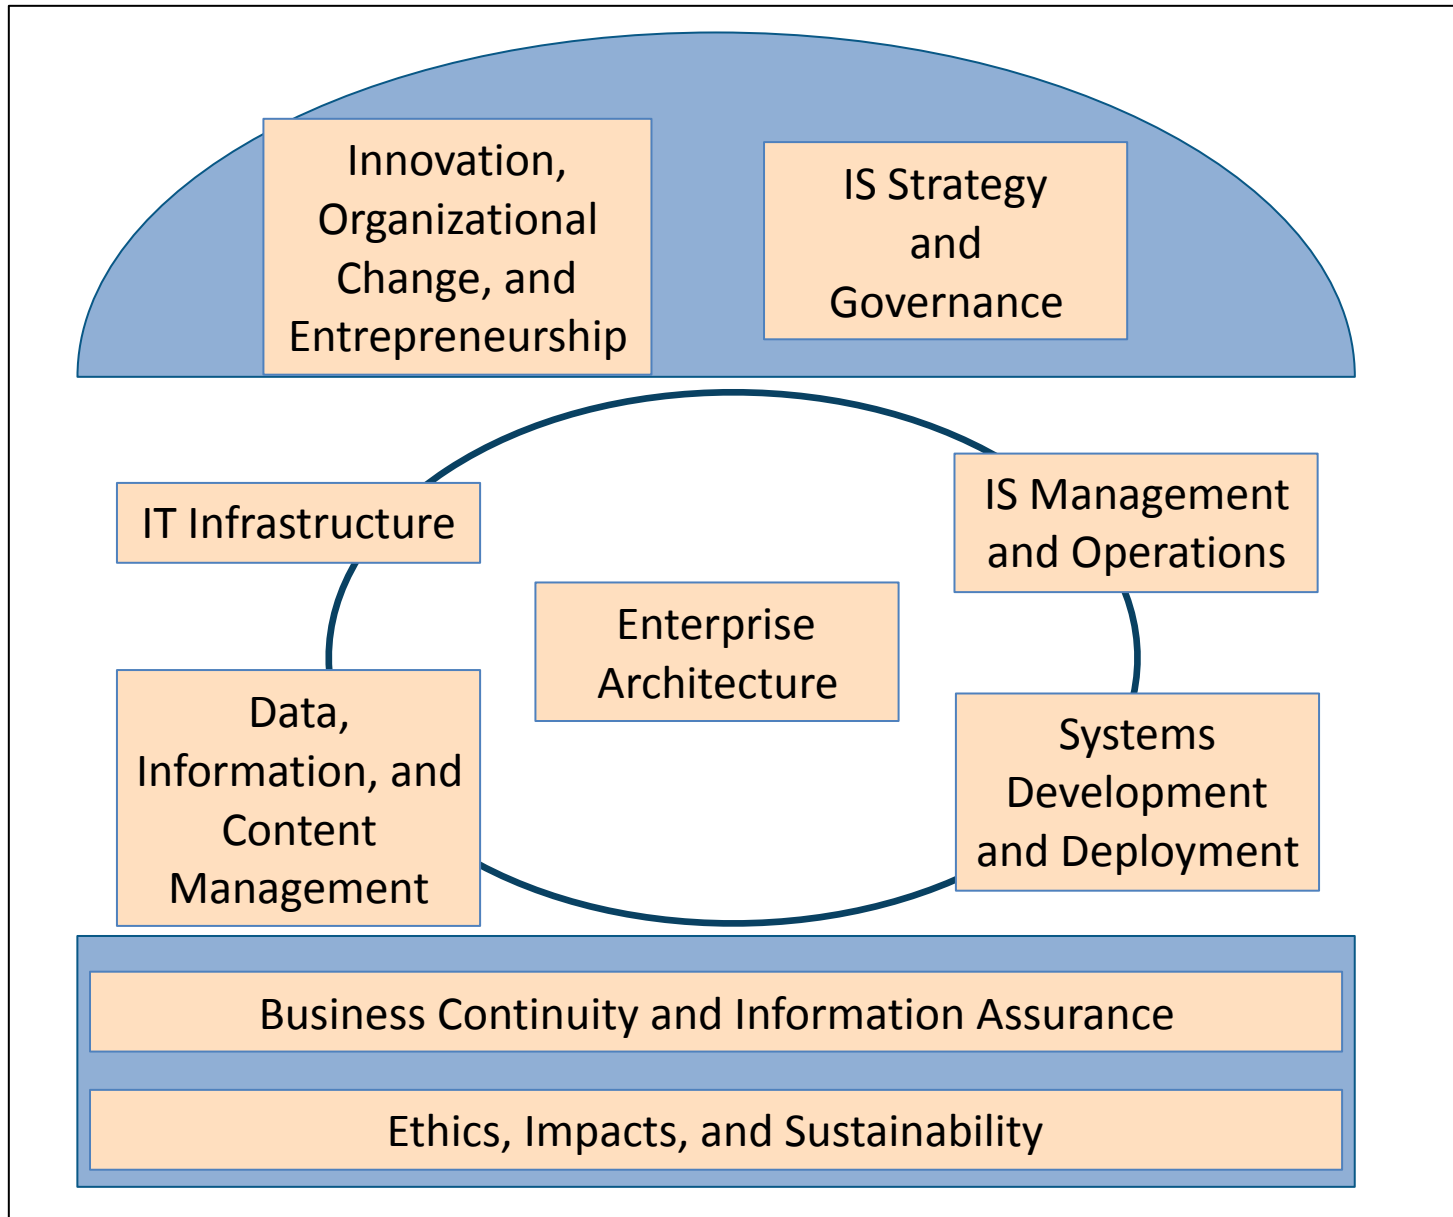 Innovation,
Organizational
Change, and
Entrepreneurship
IS Strategy
and
Governance
IT Infrastructure
IS Management
and Operations
Enterprise
Architecture
Data,
Information, and
Content
Management
Systems
Development
and Deployment
Business Continuity and Information Assurance
Ethics, Impacts, and Sustainability